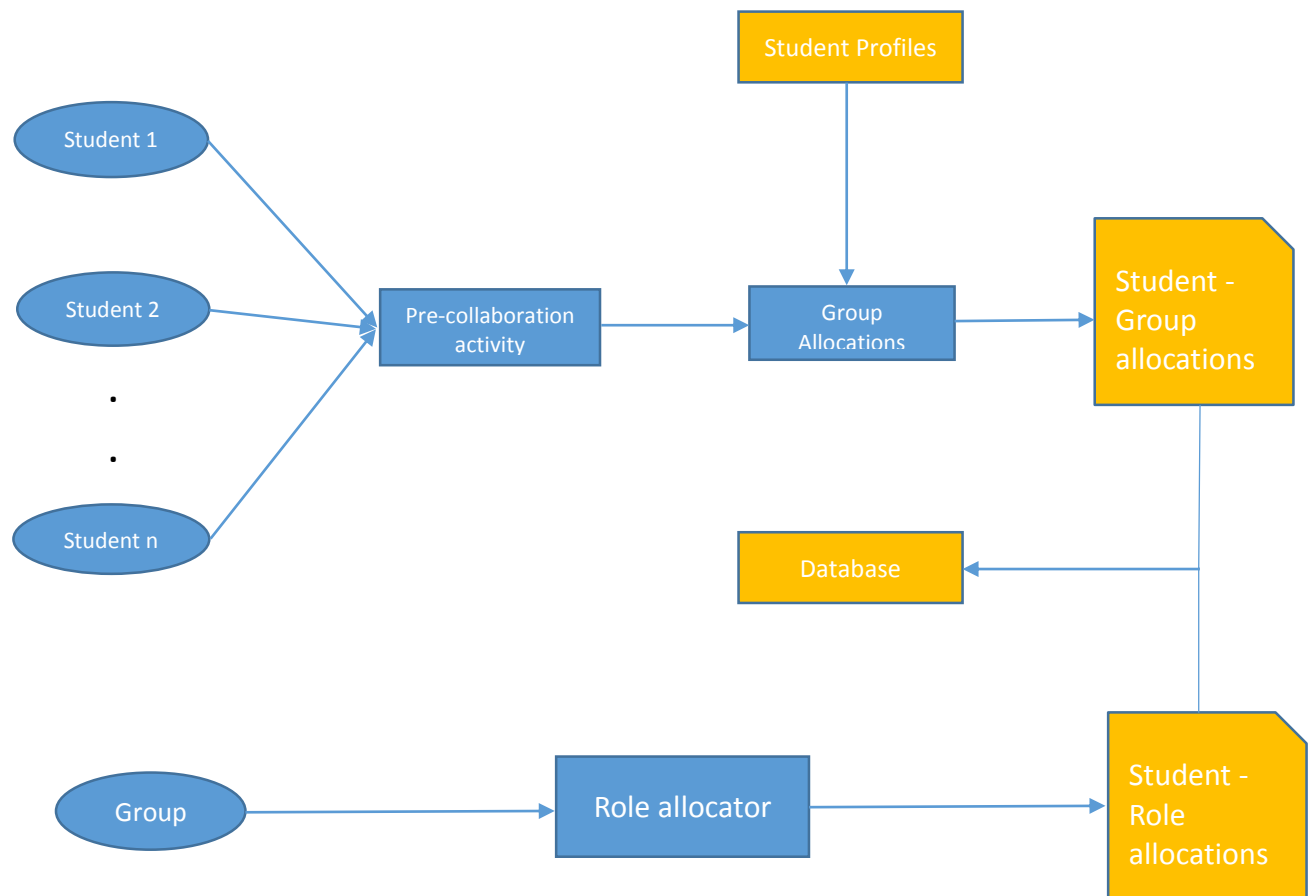 Student Profiles
Student 1
Student 2
Pre-collaboration
activity
Group
Allocations
Student -
Group
allocations
.
.
Student n
Database
Group
Role allocator
Student -
Role
allocations